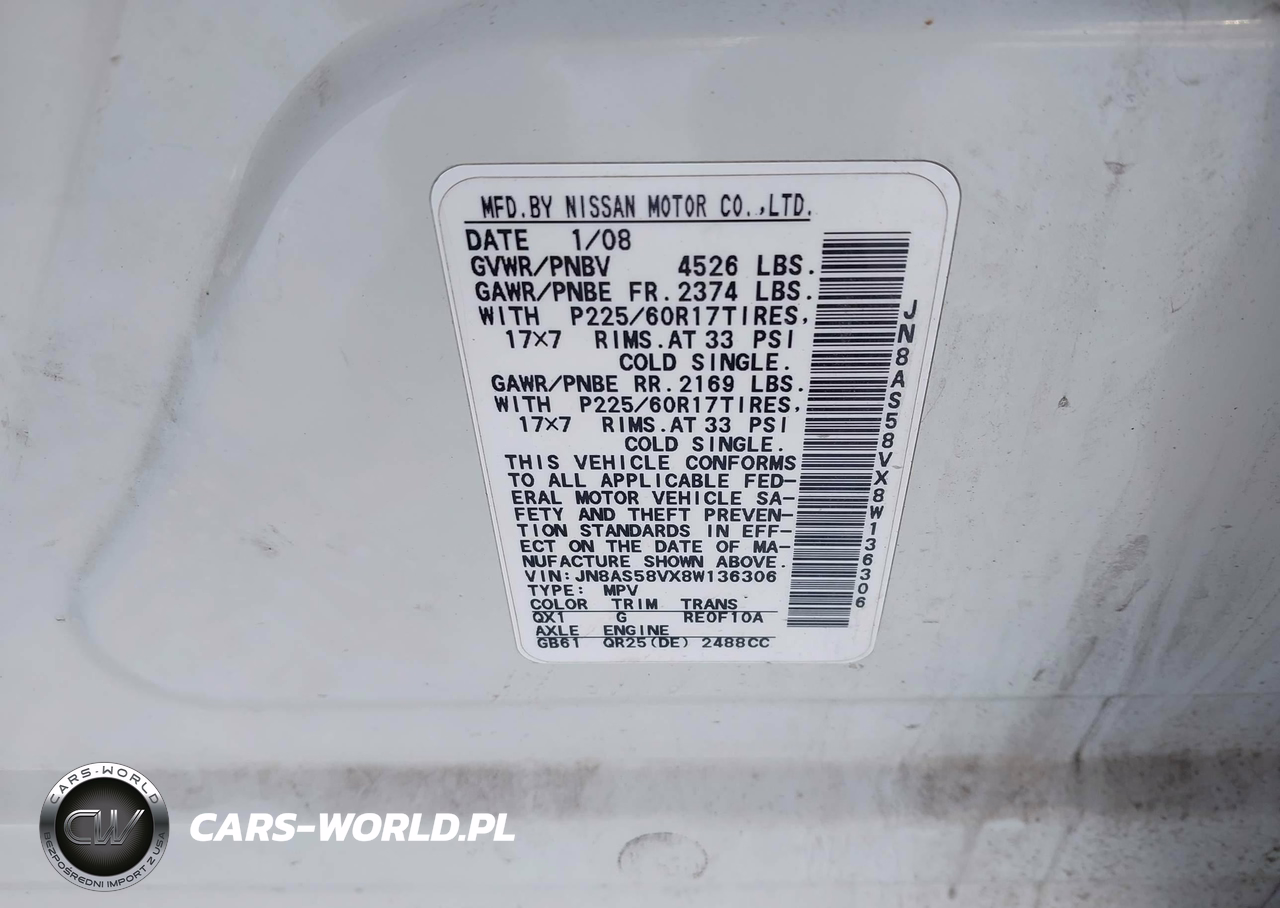 MFD.BY NISSAN MOTOR CO.,LTD.
DATE 1/08
GVWR/PNBV 4526 LBS.
GAWR/PNBE FR.2374 LBS.
WITH P225/60R17TIRES,
17×7 RIMS.AT 33 PSI
COLD SINGLE.
GAWR/PNBE RR.2169 LBS.
WITH P225/60R17TIRES,
17×7 RIMS.AT 33 PSI
COLD SINGLE.
THIS VEHICLE CONFORMS
TO ALL APPLICABLE FED-
ERAL MOTOR VEHICLE SA-
FETY AND THEFT PREVEN-
TION STANDARDS IN EFF-
ECT ON THE DATE OF MA-
NUFACTURE SHOWN ABOVE.
VIN:JN8AS58VX8W136306
TYPE: MPV
COLOR TRIM TRANS
QX1 G RE0F10A
AXLE ENGINE
GB61 QR25(DE) 2488CC
JN8AS58VX8W136306
CARS-WORLD
CW
BEZPOŚREDNI IMPORT Z USA
CARS-WORLD.PL